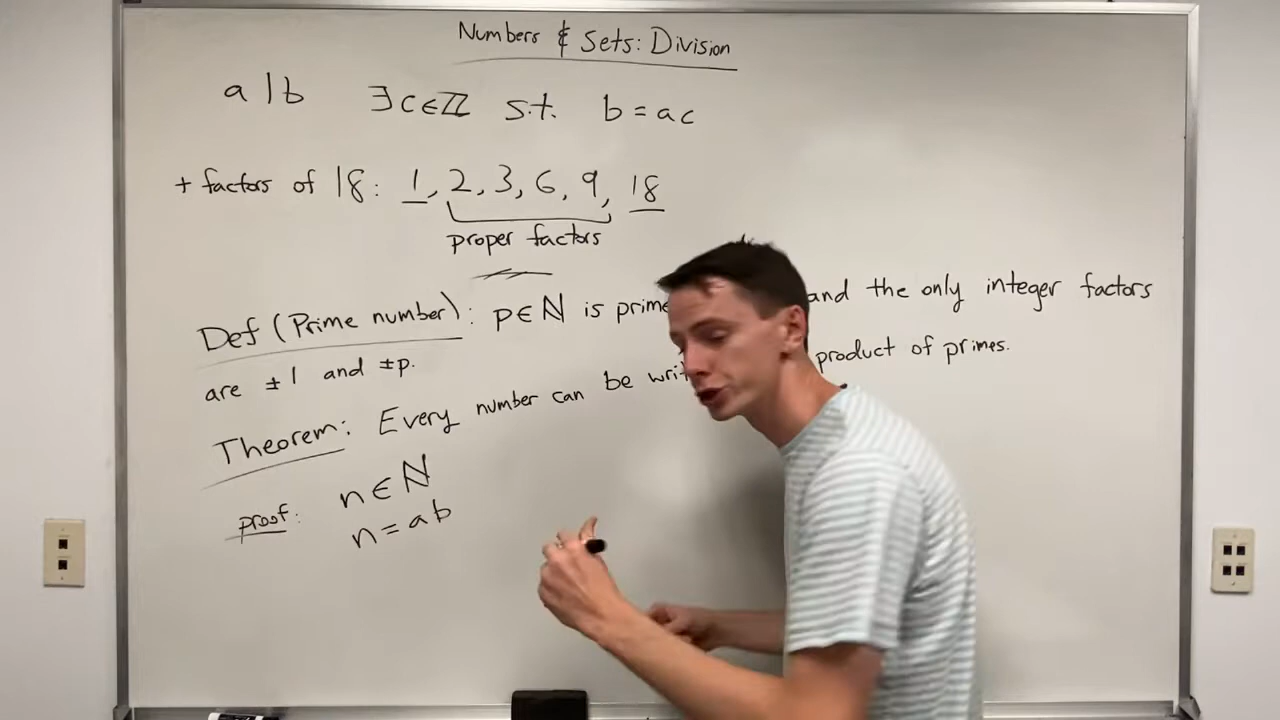 Numbers & Sets: Division
a|b ∃c∈ℤ s.t. b=ac
+ factors of 18: 1, 2, 3, 6, 9, 18
proper factors
Def (Prime number): p∈ℕ is prime and the only integer factors
are ±1 and ±p.
Theorem: Every number can be product of primes.
proof: n∈ℕ
n=ab